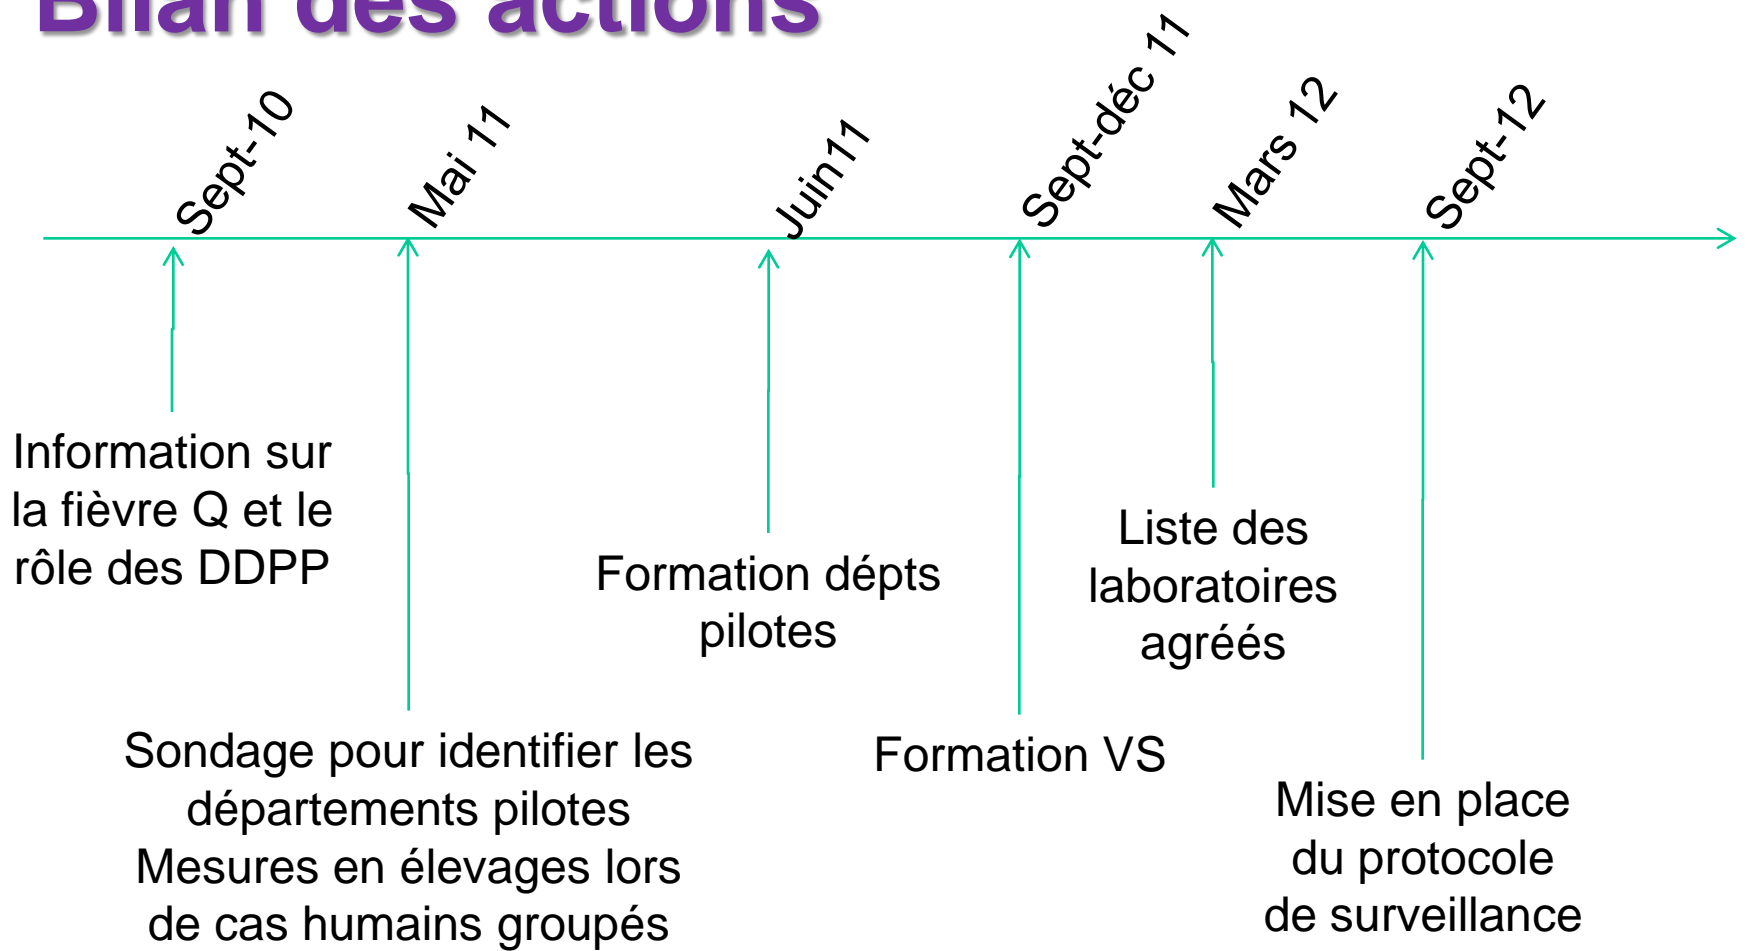 Bilan des actions
Sept-10
Mai 11
Juin11
Sept-déc 11
Mars 12
Sept-12
Information sur
la fièvre Q et le
rôle des DDPP
Sondage pour identifier les
départements pilotes
Mesures en élevages lors
de cas humains groupés
Formation dépts
pilotes
Formation VS
Liste des
laboratoires
agréés
Mise en place
du protocole
de surveillance